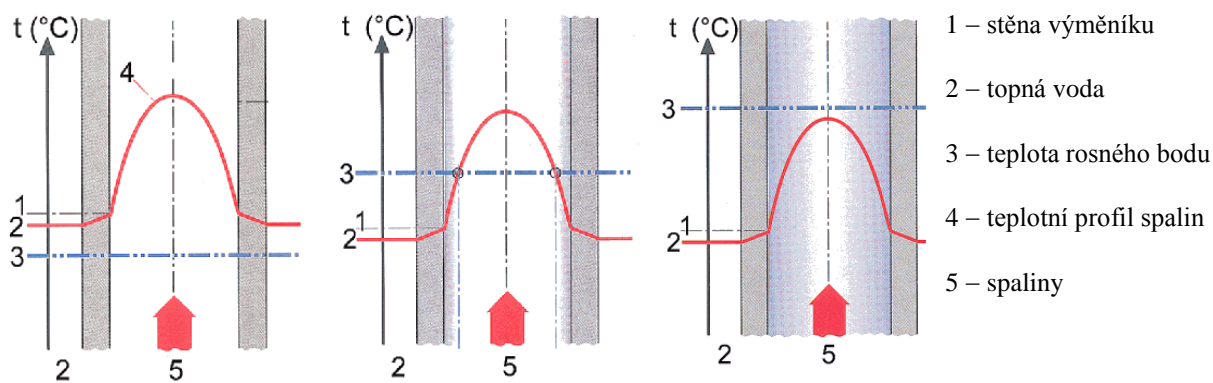 t (°C)
4
1
2
3
2
5
t (°C)
3
1
2
2
5
t (°C)
3
1
2
2
5
1 – stěna výměníku
2 – topná voda
3 – teplota rosného bodu
4 – teplotní profil spalin
5 – spaliny